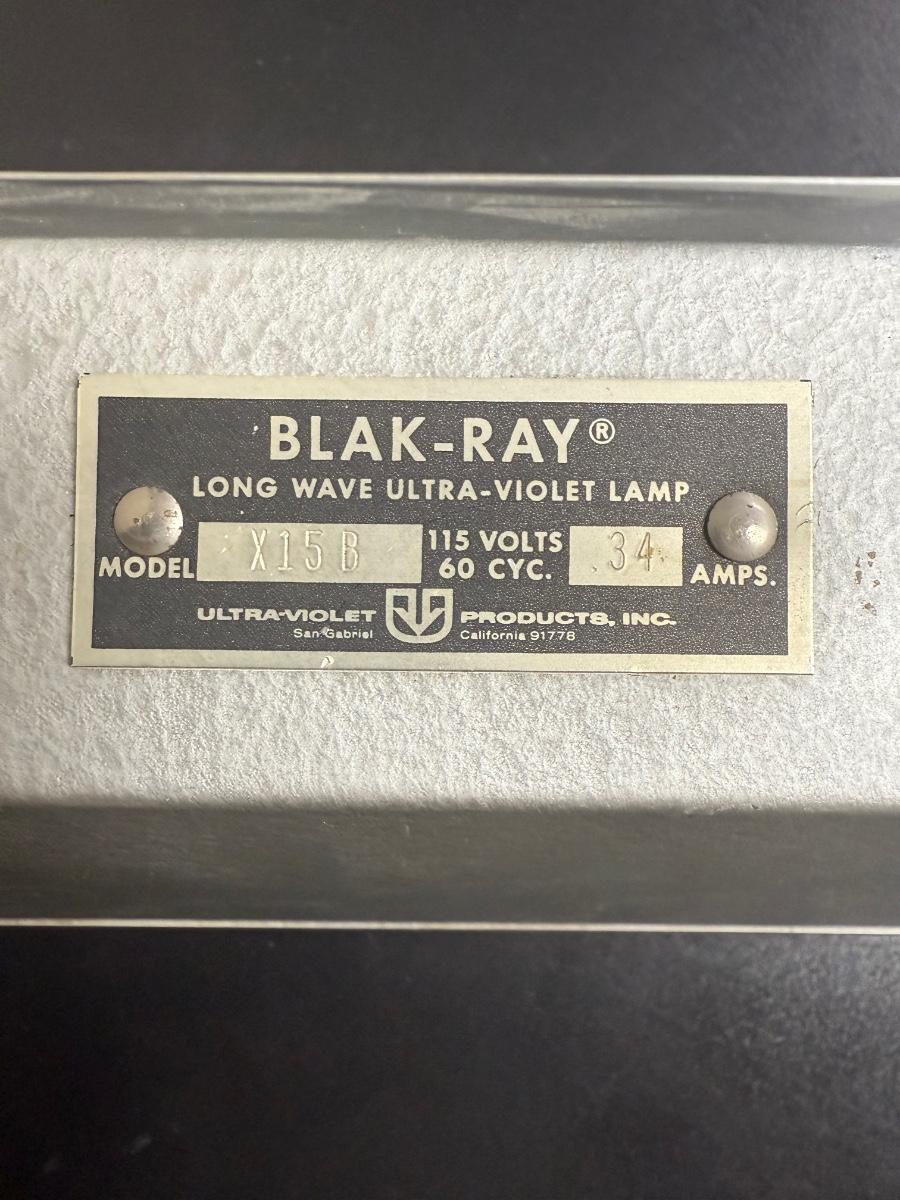 BLAK-RAY®
LONG WAVE ULTRA-VIOLET LAMP
MODEL X15B 115 VOLTS 60 CYC. .34 AMPS.
ULTRA-VIOLET PRODUCTS, INC.
San Gabriel California 91778